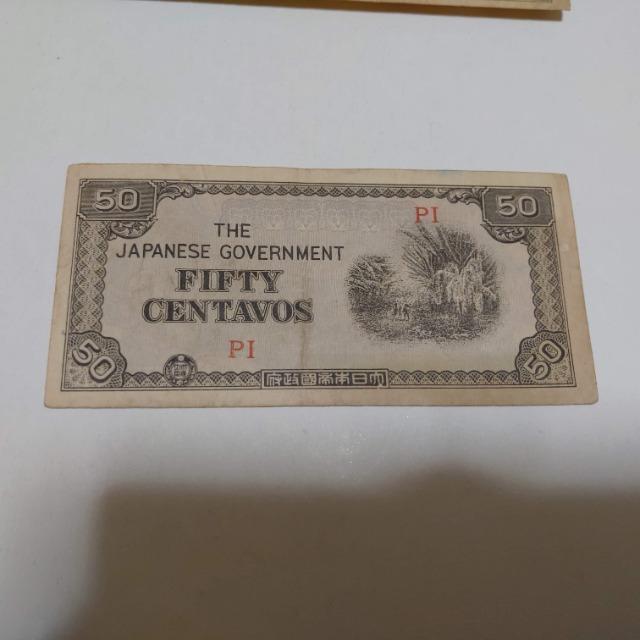 50
50
PI
THE
JAPANESE GOVERNMENT
FIFTY
CENTAVOS
PI
50
府政國帝本日大
50